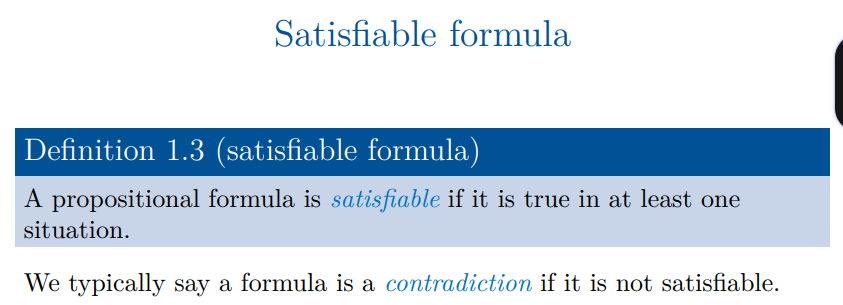 Satisfiable formula
Definition 1.3 (satisfiable formula)
A propositional formula is satisfiable if it is true in at least one
situation.
We typically say a formula is a contradiction if it is not satisfiable.